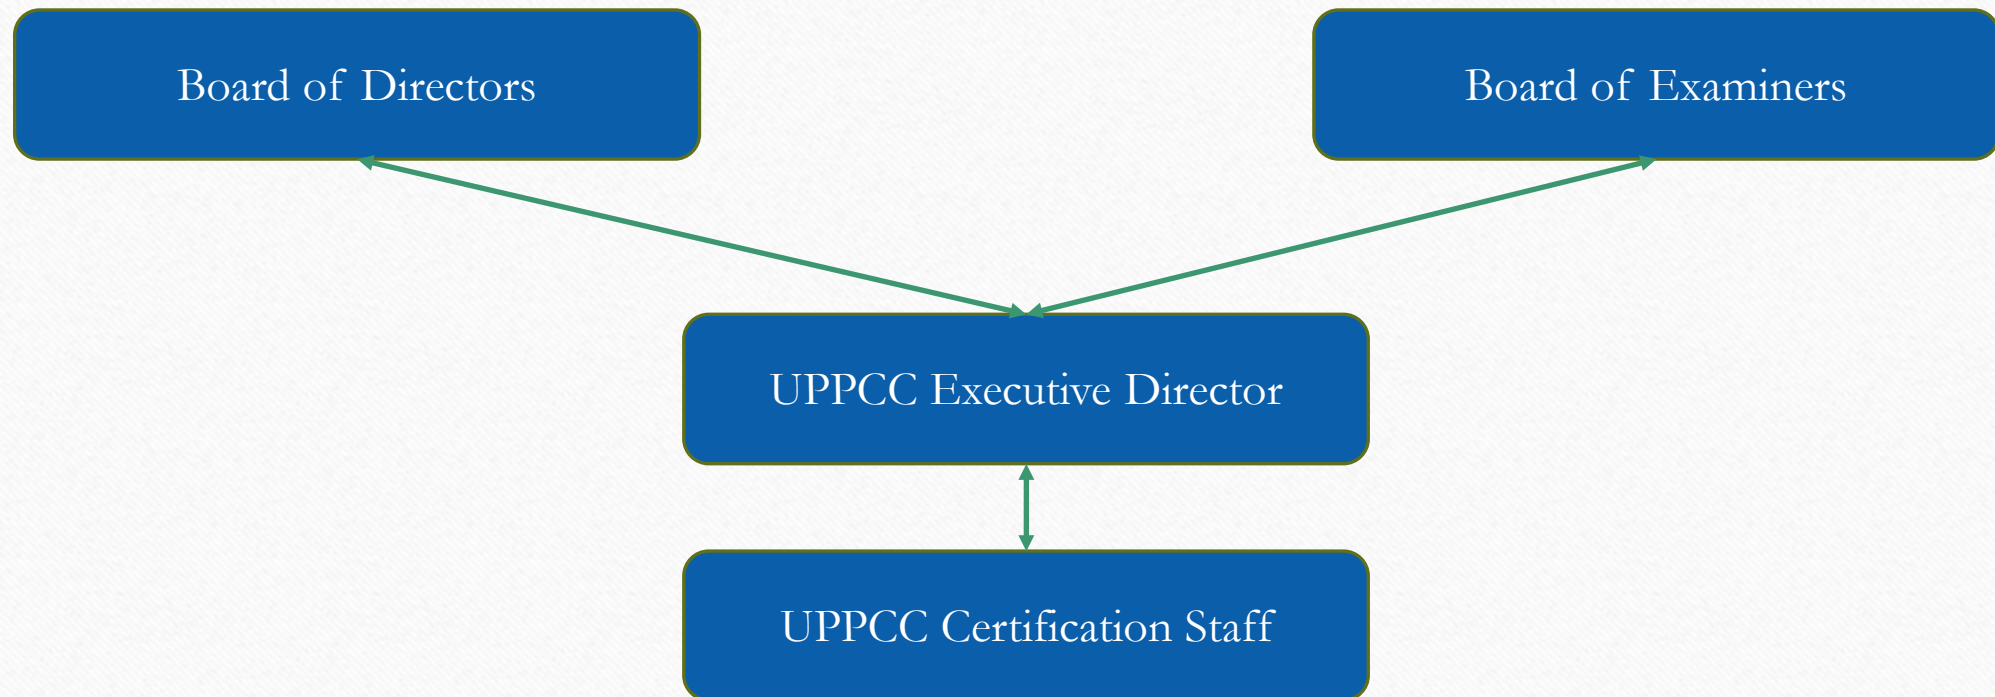 Board of Directors
Board of Examiners
UPPCC Executive Director
UPPCC Certification Staff